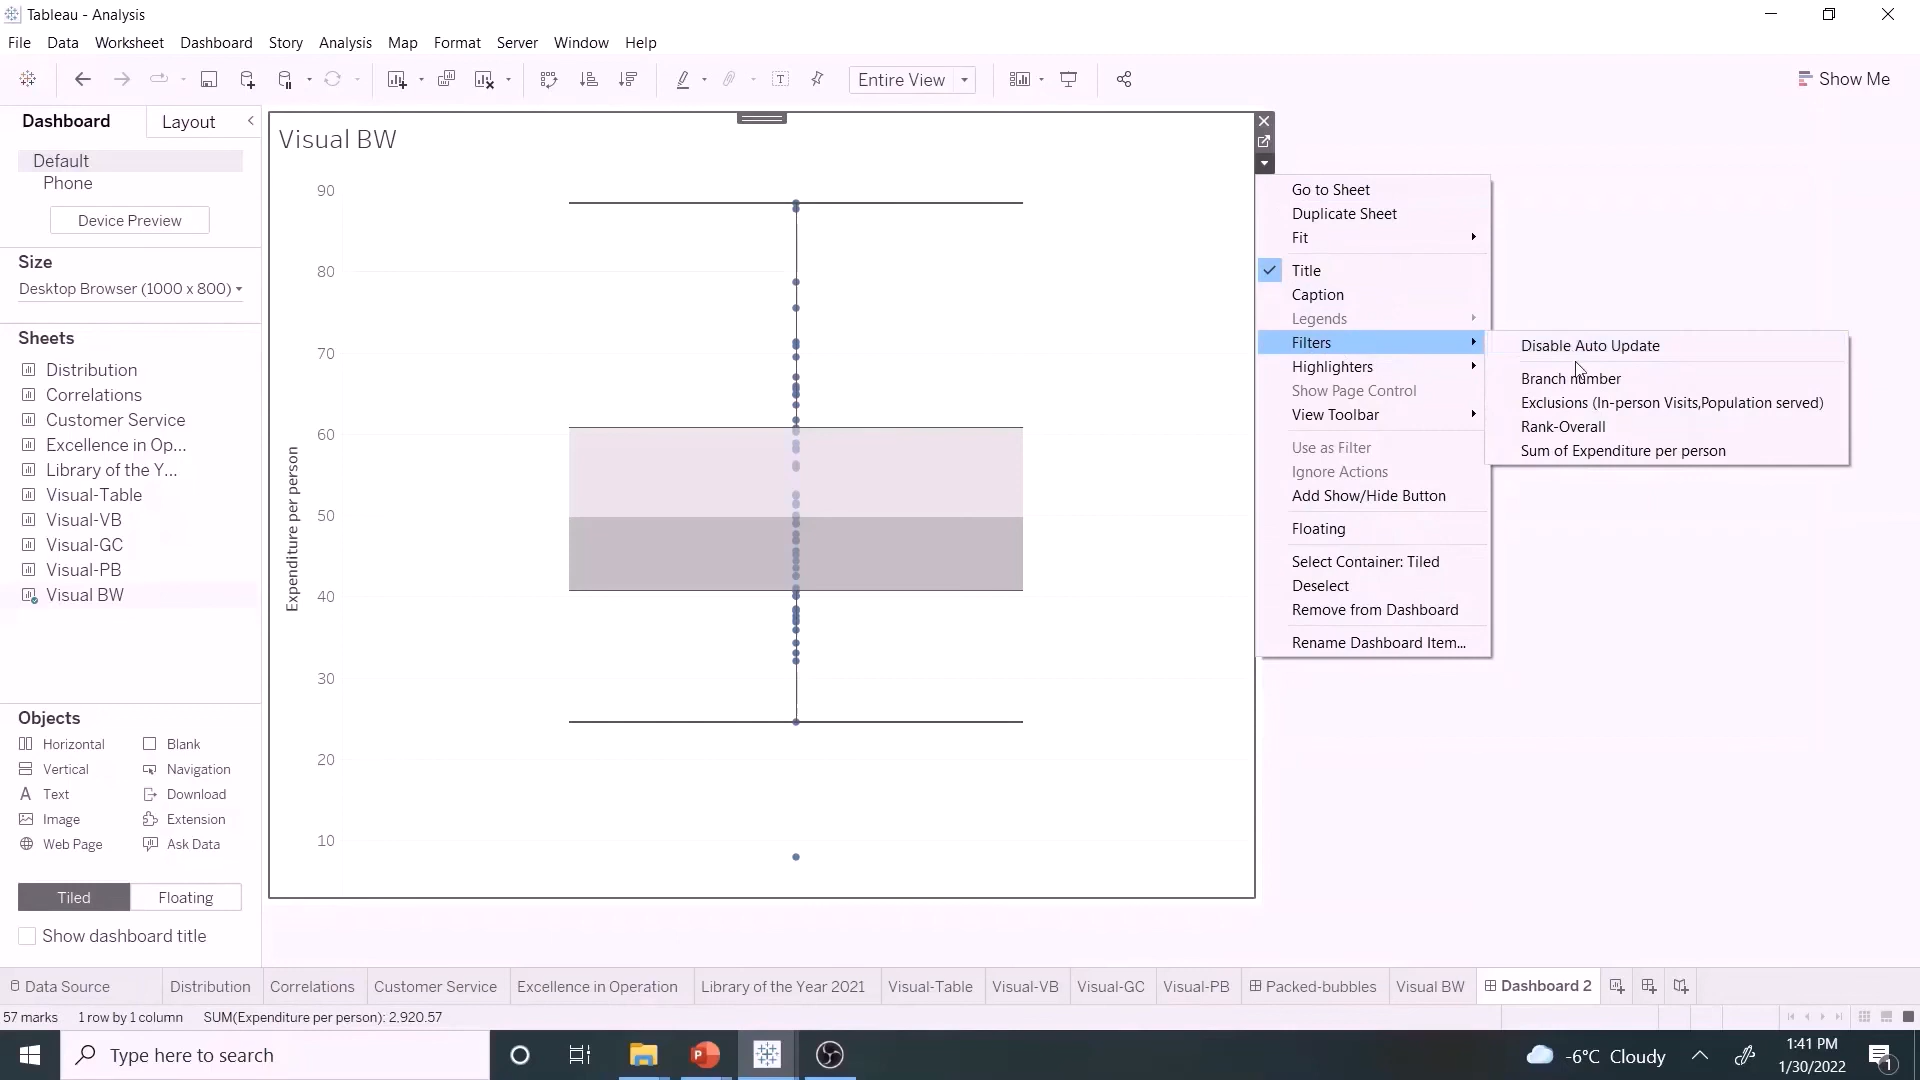 Tableau - Analysis
File Data Worksheet Dashboard Story Analysis Map Format Server Window Help
Entire View
Show Me
Dashboard Layout
Default
Phone
Device Preview
Size
Desktop Browser (1000 x 800)
Sheets
Distribution
Correlations
Customer Service
Excellence in Op...
Library of the Y...
Visual-Table
Visual-VB
Visual-GC
Visual-PB
Visual BW
Objects
Horizontal Blank
Vertical Navigation
A Text Download
Image Extension
Web Page Ask Data
Tiled Floating
Show dashboard title
Visual BW
90
80
70
60
50
40
30
20
10
Expenditure per person
Go to Sheet
Duplicate Sheet
Fit
Title
Caption
Legends
Filters
Highlighters
Show Page Control
View Toolbar
Use as Filter
Ignore Actions
Add Show/Hide Button
Floating
Select Container: Tiled
Deselect
Remove from Dashboard
Rename Dashboard Item...
Disable Auto Update
Branch number
Exclusions (In-person Visits,Population served)
Rank-Overall
Sum of Expenditure per person
Data Source Distribution Correlations Customer Service Excellence in Operation Library of the Year 2021 Visual-Table Visual-VB Visual-GC Visual-PB Packed-bubbles Visual BW Dashboard 2
57 marks 1 row by 1 column SUM(Expenditure per person): 2,920.57
Type here to search
-6°C Cloudy
1:41 PM
1/30/2022
1